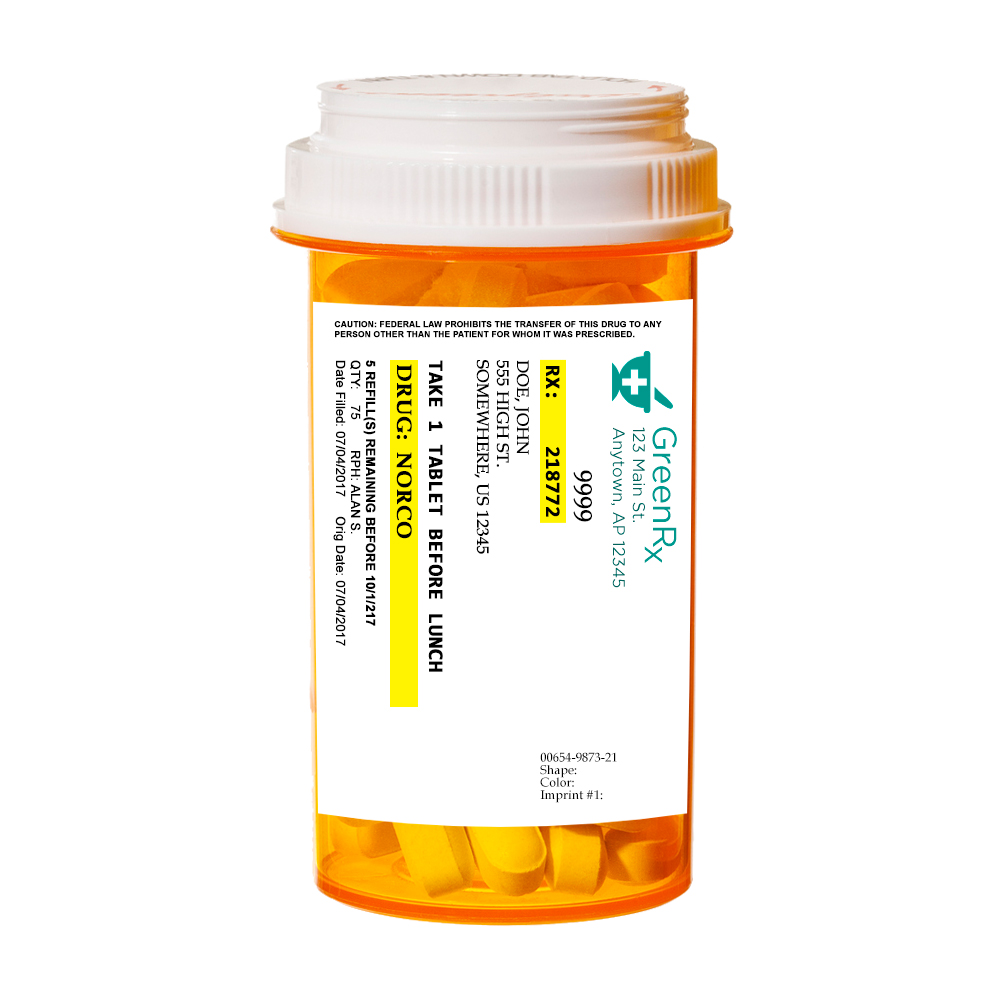 CAUTION: FEDERAL LAW PROHIBITS THE TRANSFER OF THIS DRUG TO ANY
PERSON OTHER THAN THE PATIENT FOR WHOM IT WAS PRESCRIBED.
GreenRx
123 Main St.
Anytown, AP 12345
9999
RX: 218772
DOE, JOHN
555 HIGH ST.
SOMEWHERE, US 12345
TAKE 1 TABLET BEFORE LUNCH
DRUG: NORCO
5 REFILL(S) REMAINING BEFORE 10/1/217
QTY: 75 RPH: ALAN S.
Date Filled: 07/04/2017 Orig Date: 07/04/2017
00654-9873-21
Shape:
Color:
Imprint #1: